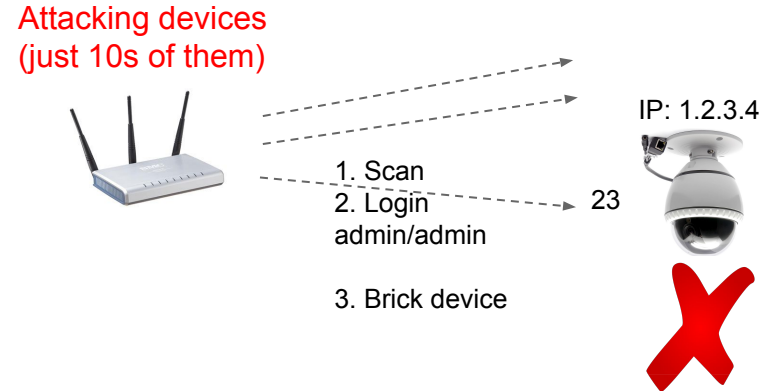 Attacking devices
(just 10s of them)
IP: 1.2.3.4
1. Scan
2. Login
admin/admin
23
3. Brick device